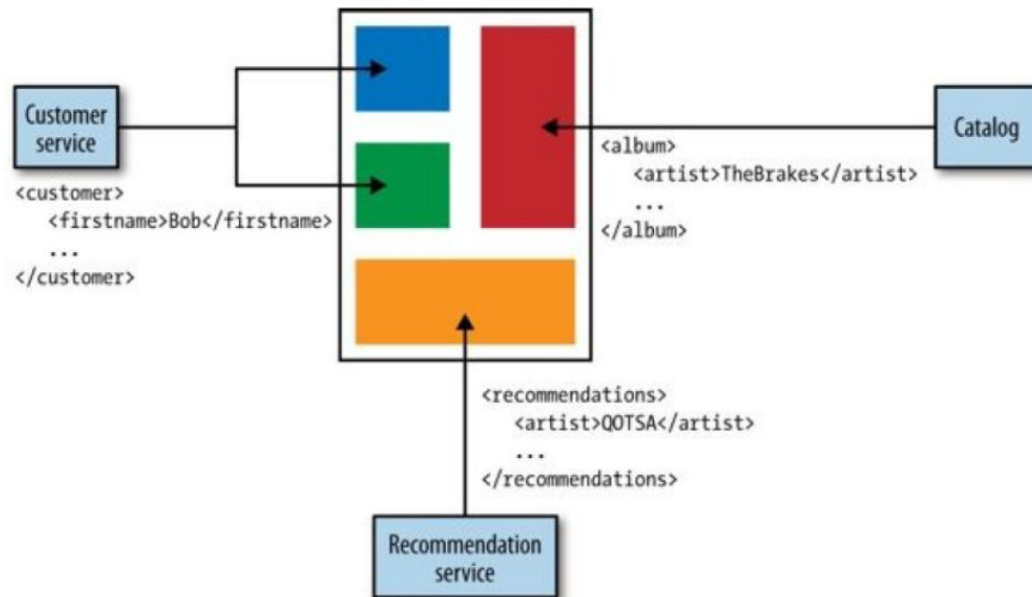 Customer
service
<customer>
<firstname>Bob</firstname>
...
</customer>
Catalog
<album>
<artist>TheBrakes</artist>
...
</album>
<recommendations>
<artist>QOTSA</artist>
...
</recommendations>
Recommendation
service